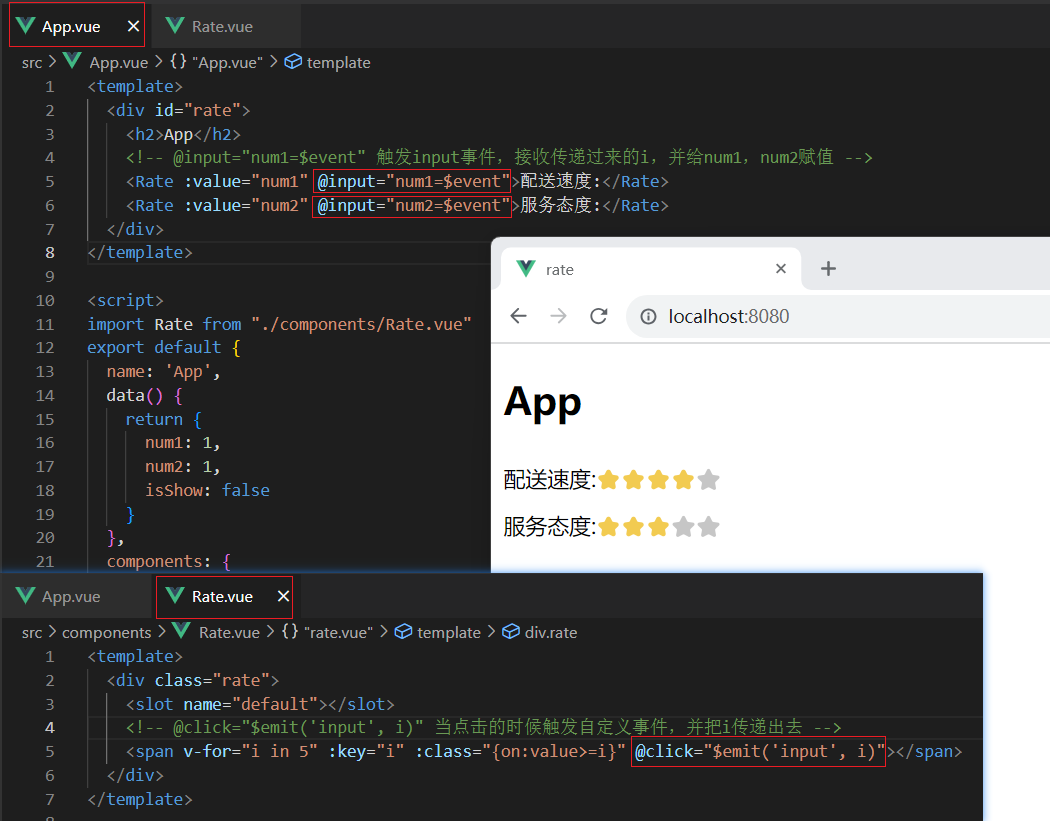 App.vue
Rate.vue
src > App.vue > {} "App.vue" > template
1 <template>
2 <div id="rate">
3 <h2>App</h2>
4 <!-- @input="num1=$event" 触发input事件，接收传递过来的i，并给num1，num2赋值 -->
5 <Rate :value="num1" @input="num1=$event">配送速度:</Rate>
6 <Rate :value="num2" @input="num2=$event">服务态度:</Rate>
7 </div>
8 </template>
9
10 <script>
11 import Rate from "./components/Rate.vue"
12 export default {
13 name: 'App',
14 data() {
15 return {
16 num1: 1,
17 num2: 1,
18 isShow: false
19 }
20 },
21 components: {
rate
localhost:8080
App
配送速度:
服务态度:
App.vue
Rate.vue
src > components > Rate.vue > {} "rate.vue" > template > div.rate
1 <template>
2 <div class="rate">
3 <slot name="default"></slot>
4 <!-- @click="$emit('input', i)" 当点击的时候触发自定义事件，并把i传递出去 -->
5 <span v-for="i in 5" :key="i" :class="{on:value>=i}" @click="$emit('input', i)"></span>
6 </div>
7 </template>